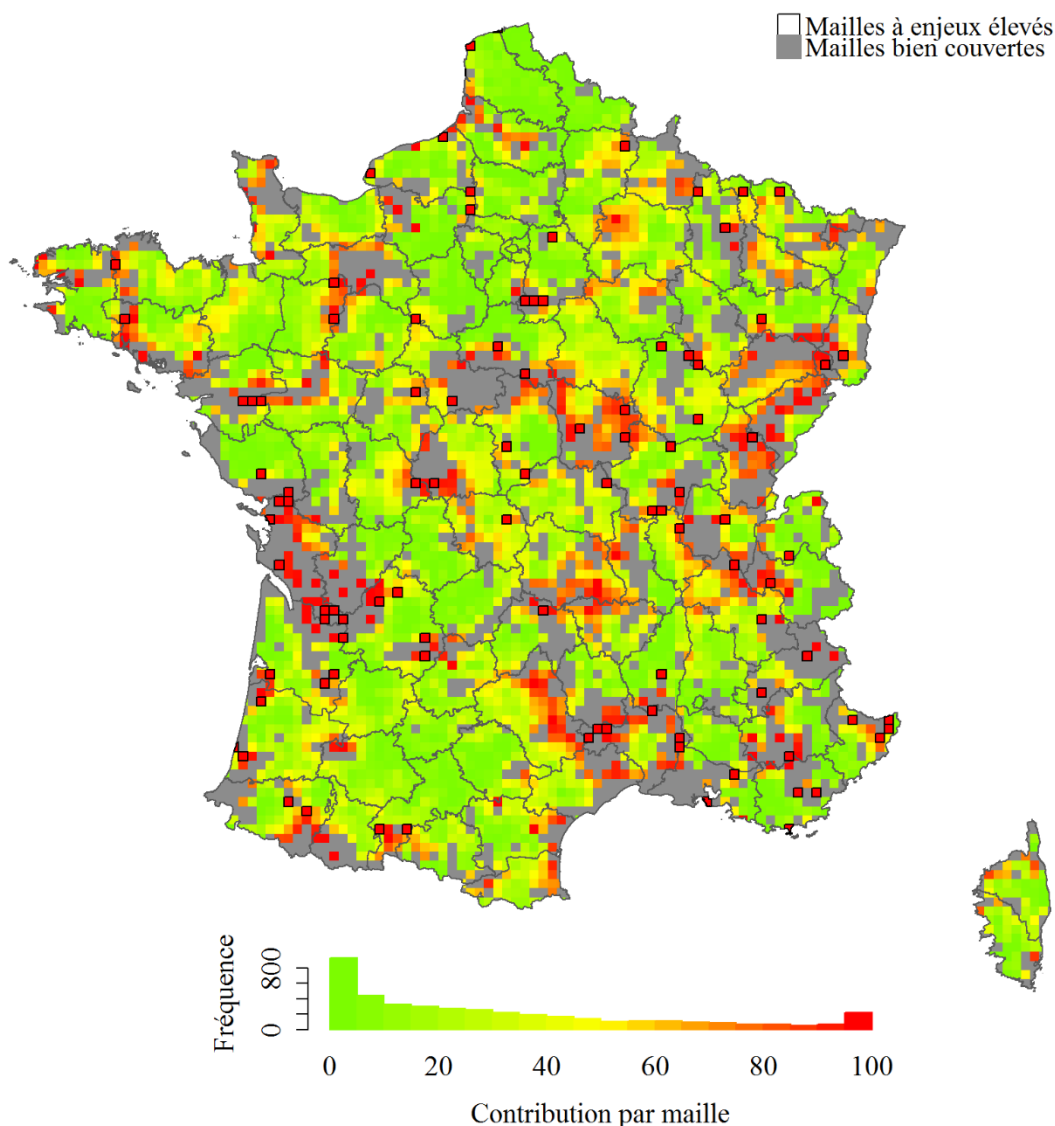 Mailles à enjeux élevés
Mailles bien couvertes
Fréquence
0 800
0 20 40 60 80 100
Contribution par maille